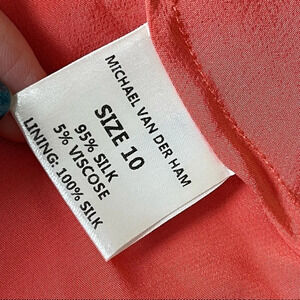 MICHAEL VAN DER HAM
SIZE 10
95% SILK
5% VISCOSE
LINING: 100% SILK